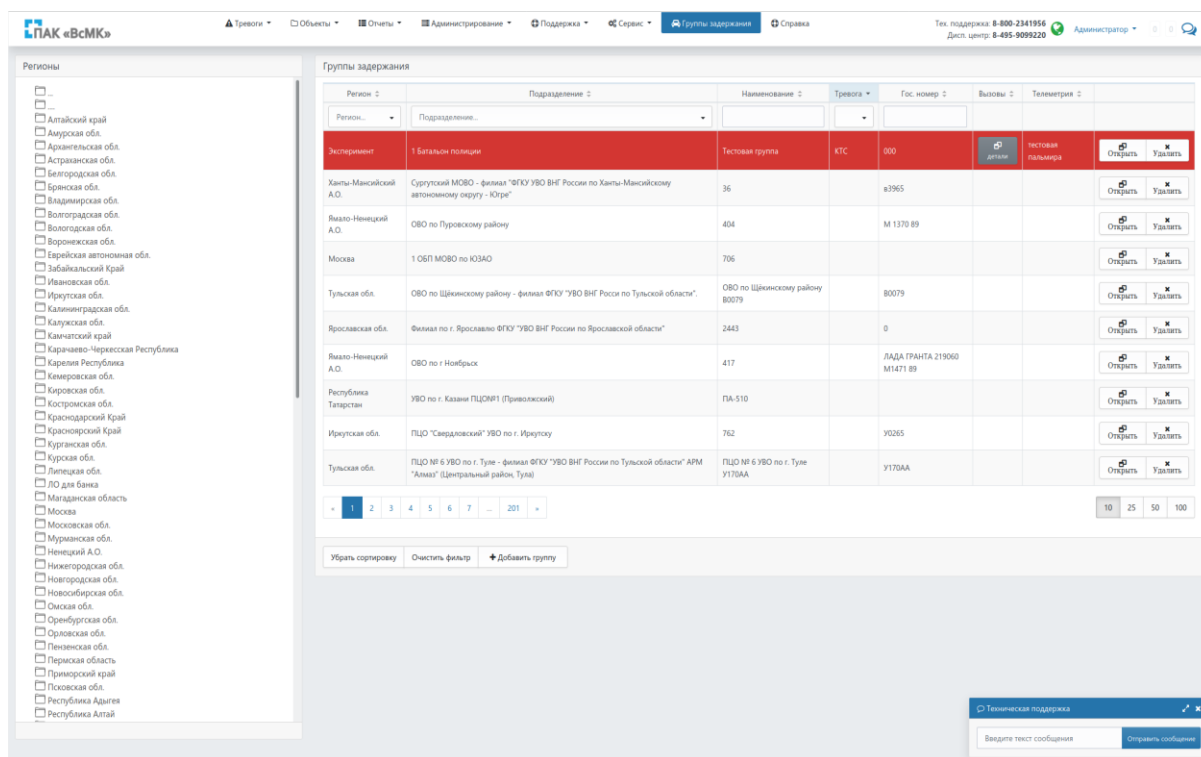 ПАК «ВсМК»
Тревоги
Объекты
Отчеты
Администрирование
Поддержка
Сервис
Группы задержания
Справка
Тех. поддержка: 8-800-2341956
Дисп. центр: 8-495-9099220
Администратор
0 0
Регионы
..
...
Алтайский край
Амурская обл.
Архангельская обл.
Астраханская обл.
Белгородская обл.
Брянская обл.
Владимирская обл.
Волгоградская обл.
Вологодская обл.
Воронежская обл.
Еврейская автономная обл.
Забайкальский Край
Ивановская обл.
Иркутская обл.
Калининградская обл.
Калужская обл.
Камчатский край
Карачаево-Черкесская Республика
Карелия Республика
Кемеровская обл.
Кировская обл.
Костромская обл.
Краснодарский Край
Красноярский Край
Курганская обл.
Курская обл.
Липецкая обл.
ЛО для банка
Магаданская область
Москва
Московская обл.
Мурманская обл.
Ненецкий А.О.
Нижегородская обл.
Новгородская обл.
Новосибирская обл.
Омская обл.
Оренбургская обл.
Орловская обл.
Пензенская обл.
Пермская область
Приморский край
Псковская обл.
Республика Адыгея
Республика Алтай
Группы задержания
Регион
Подразделение
Наименование
Тревога
Гос. номер
Вызовы
Телеметрия
Регион...
Подразделение...
Эксперимент
1 Батальон полиции
Тестовая группа
КТС
000
детали
тестовая
пальмира
Открыть
Удалить
Ханты-Мансийский
А.О.
Сургутский МОВО - филиал "ФГКУ УВО ВНГ России по Ханты-Мансийскому
автономному округу - Югре"
36
в3965
Открыть
Удалить
Ямало-Ненецкий
А.О.
ОВО по Пуровскому району
404
М 1370 89
Открыть
Удалить
Москва
1 ОБП МОВО по ЮЗАО
706
Открыть
Удалить
Тульская обл.
ОВО по Щёкинскому району - филиал ФГКУ "УВО ВНГ Росси по Тульской области".
ОВО по Щёкинскому району
В0079
В0079
Открыть
Удалить
Ярославская обл.
Филиал по г. Ярославлю ФГКУ "УВО ВНГ России по Ярославской области"
2443
0
Открыть
Удалить
Ямало-Ненецкий
А.О.
ОВО по г Ноябрьск
417
ЛАДА ГРАНТА 219060
М1471 89
Открыть
Удалить
Республика
Татарстан
УВО по г. Казани ПЦО№1 (Приволжский)
ПА-510
Открыть
Удалить
Иркутская обл.
ПЦО "Свердловский" УВО по г. Иркутску
762
У0265
Открыть
Удалить
Тульская обл.
ПЦО № 6 УВО по г. Туле - филиал ФГКУ "УВО ВНГ России по Тульской области" АРМ
"Алмаз" (Центральный район, Тула)
ПЦО № 6 УВО по г. Туле
У170АА
У170АА
Открыть
Удалить
« 1 2 3 4 5 6 7 ... 201 »
10 25 50 100
Убрать сортировку
Очистить фильтр
Добавить группу
Техническая поддержка
Введите текст сообщения
Отправить сообщение